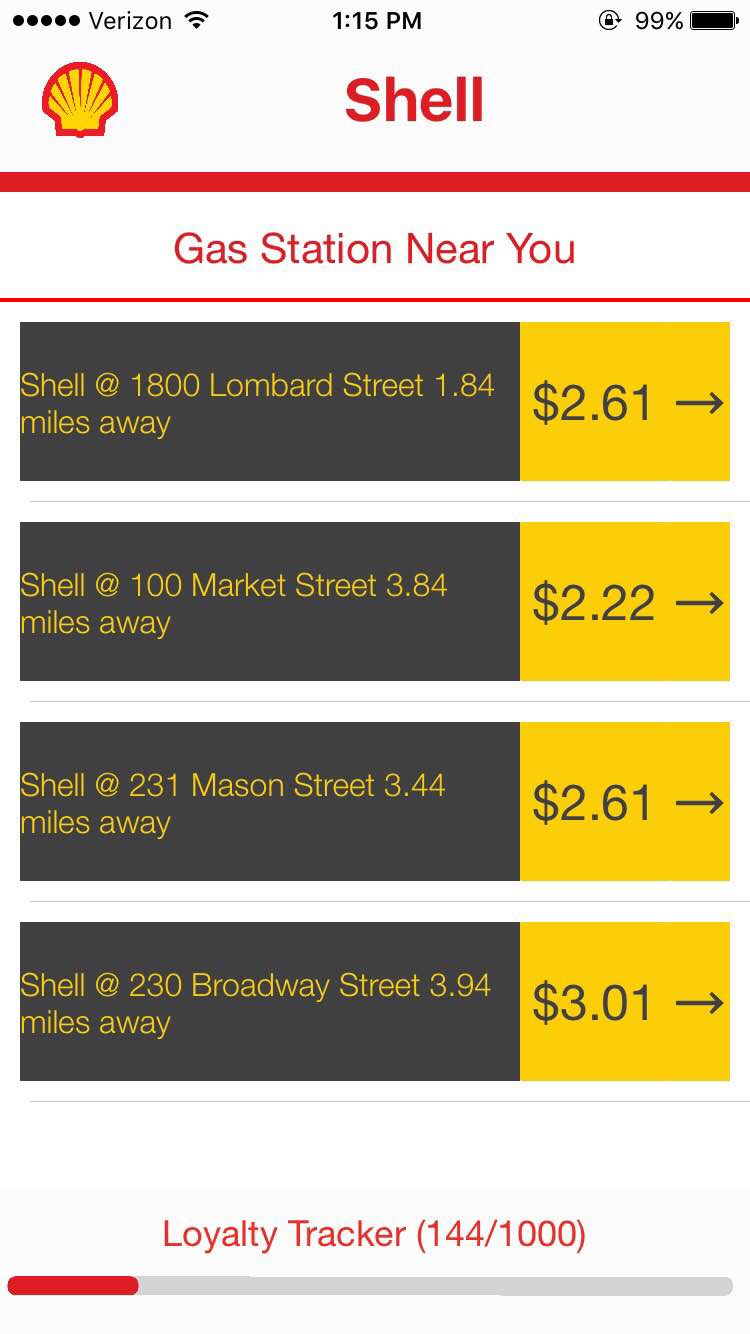 Verizon 1:15 PM 99%
Shell
Gas Station Near You
Shell @ 1800 Lombard Street 1.84
miles away
$2.61 →
Shell @ 100 Market Street 3.84
miles away
$2.22 →
Shell @ 231 Mason Street 3.44
miles away
$2.61 →
Shell @ 230 Broadway Street 3.94
miles away
$3.01 →
Loyalty Tracker (144/1000)